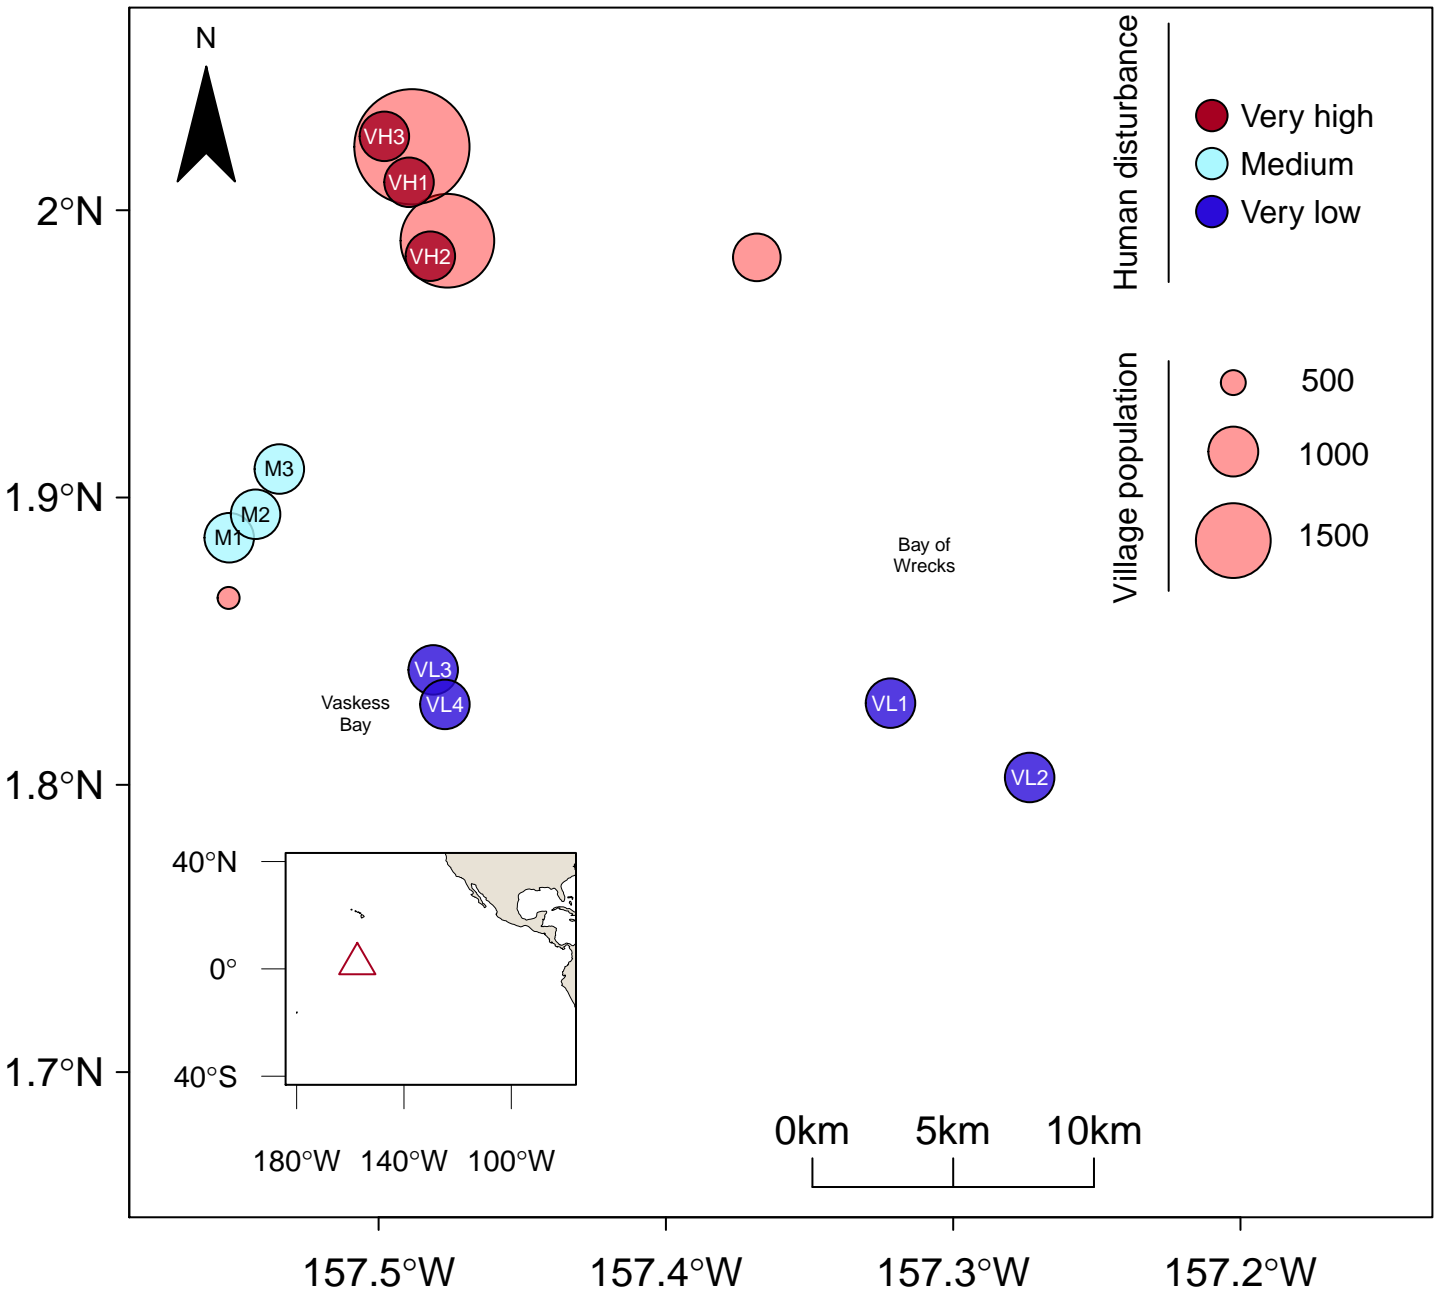 N
Human disturbance
Very high
Medium
Very low
VH3
VH1
VH2
2°N
Village population
500
1000
1500
M3
M2
M1
1.9°N
Bay of
Wrecks
VL3
VL4
Vaskess
Bay
VL1
VL2
1.8°N
40°N
0°
40°S
180°W
140°W
100°W
1.7°N
0km
5km
10km
157.5°W
157.4°W
157.3°W
157.2°W